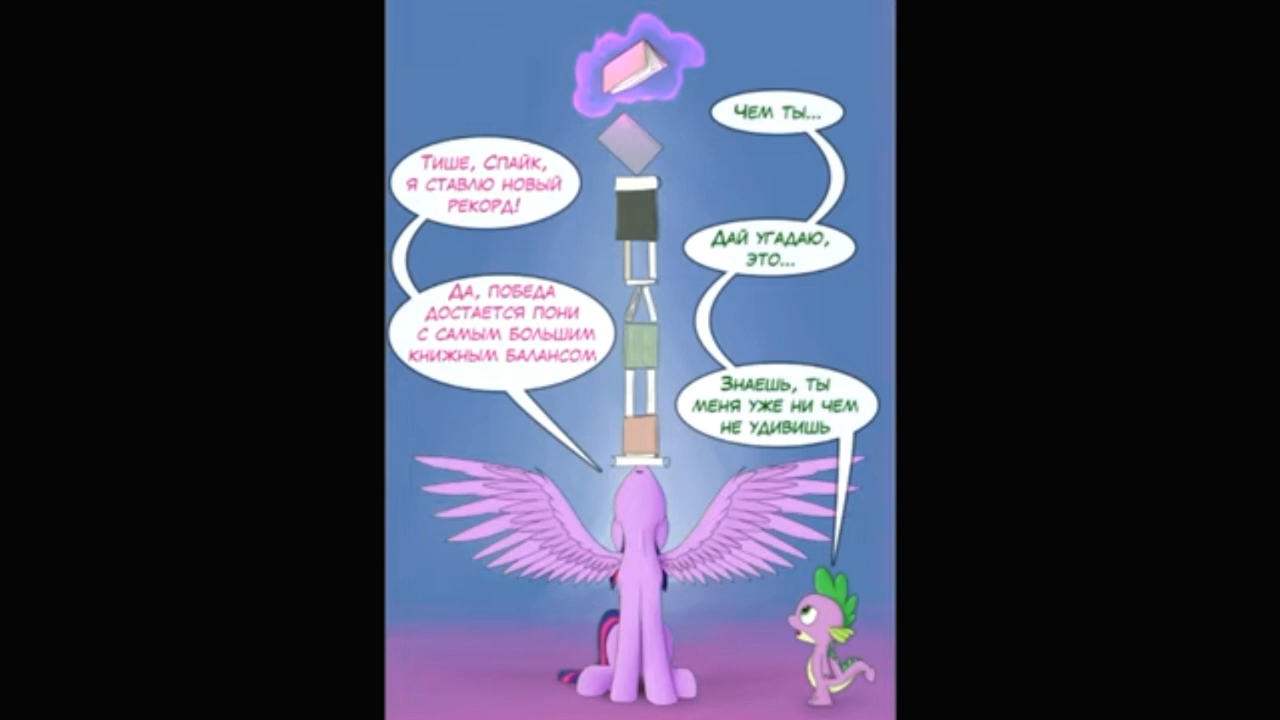 Чем ты...
Тише, Спайк,
я ставлю новый
рекорд!
Дай угадаю,
это...
Да, победа
достается пони
с самым большим
книжным балансом
Знаешь, ты
меня уже ни чем
не удивишь